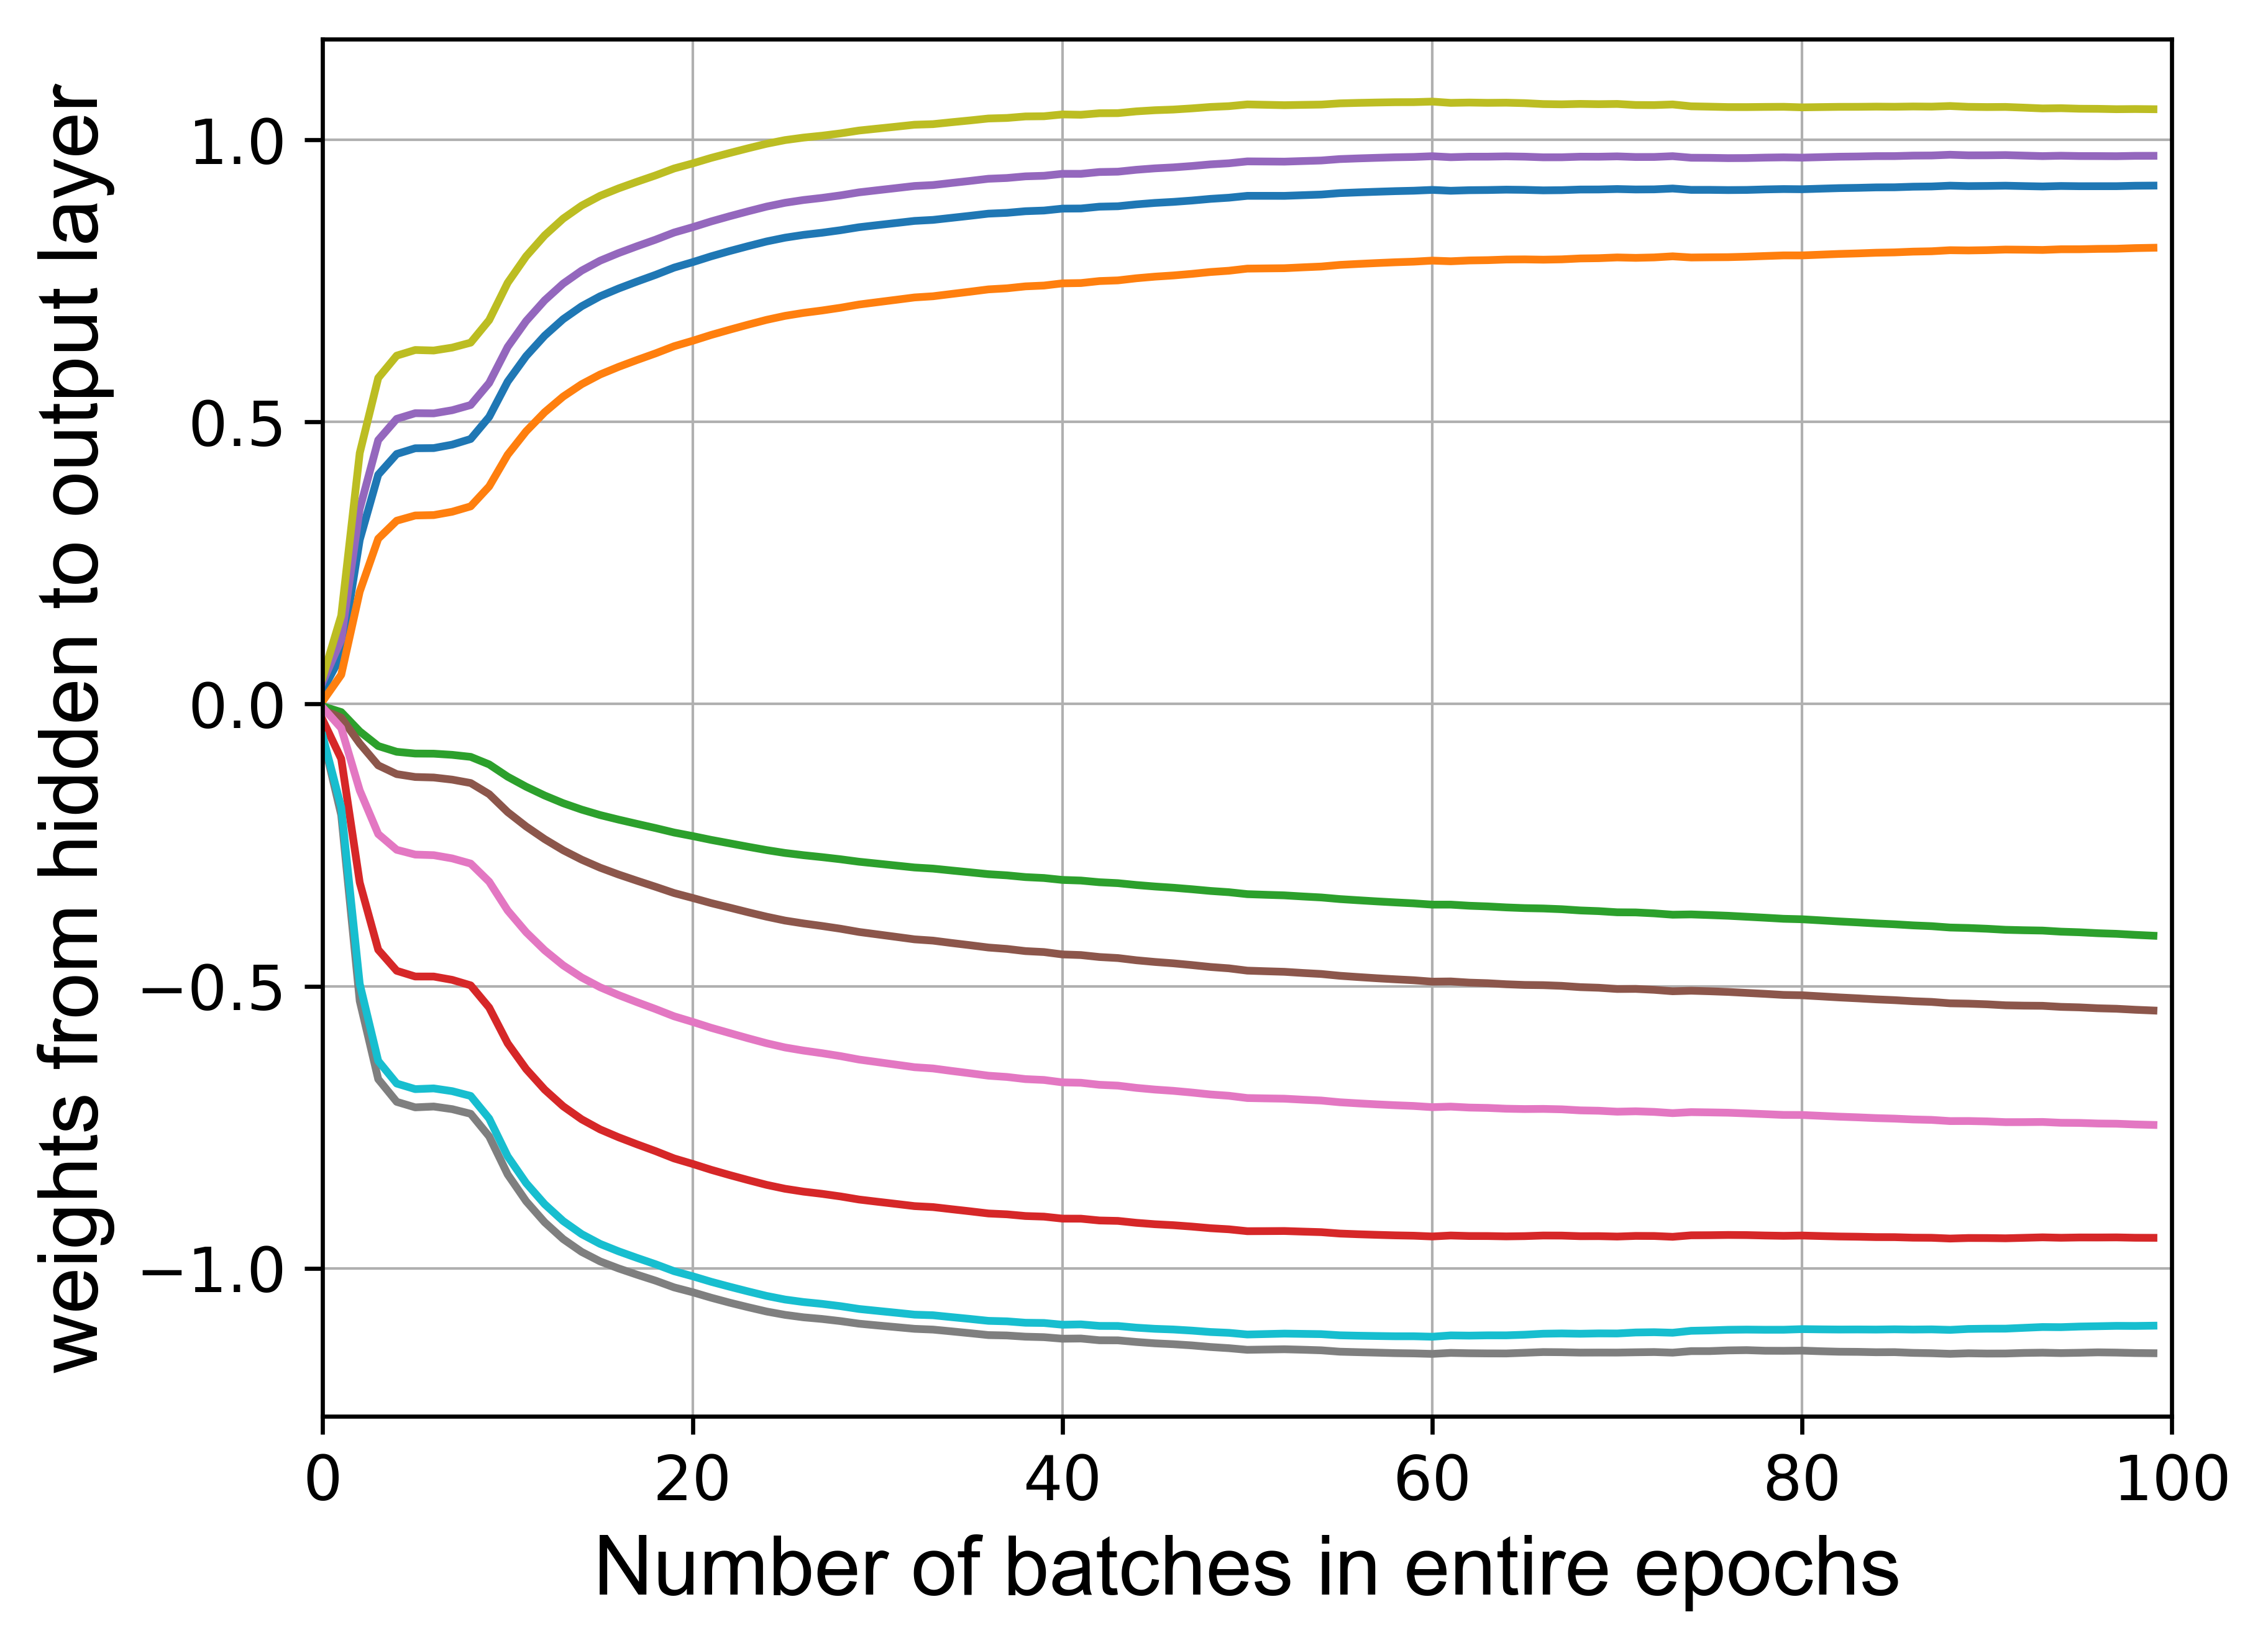 weights from hidden to output layer
1.0
0.5
0.0
−0.5
−1.0
0 20 40 60 80 100
Number of batches in entire epochs